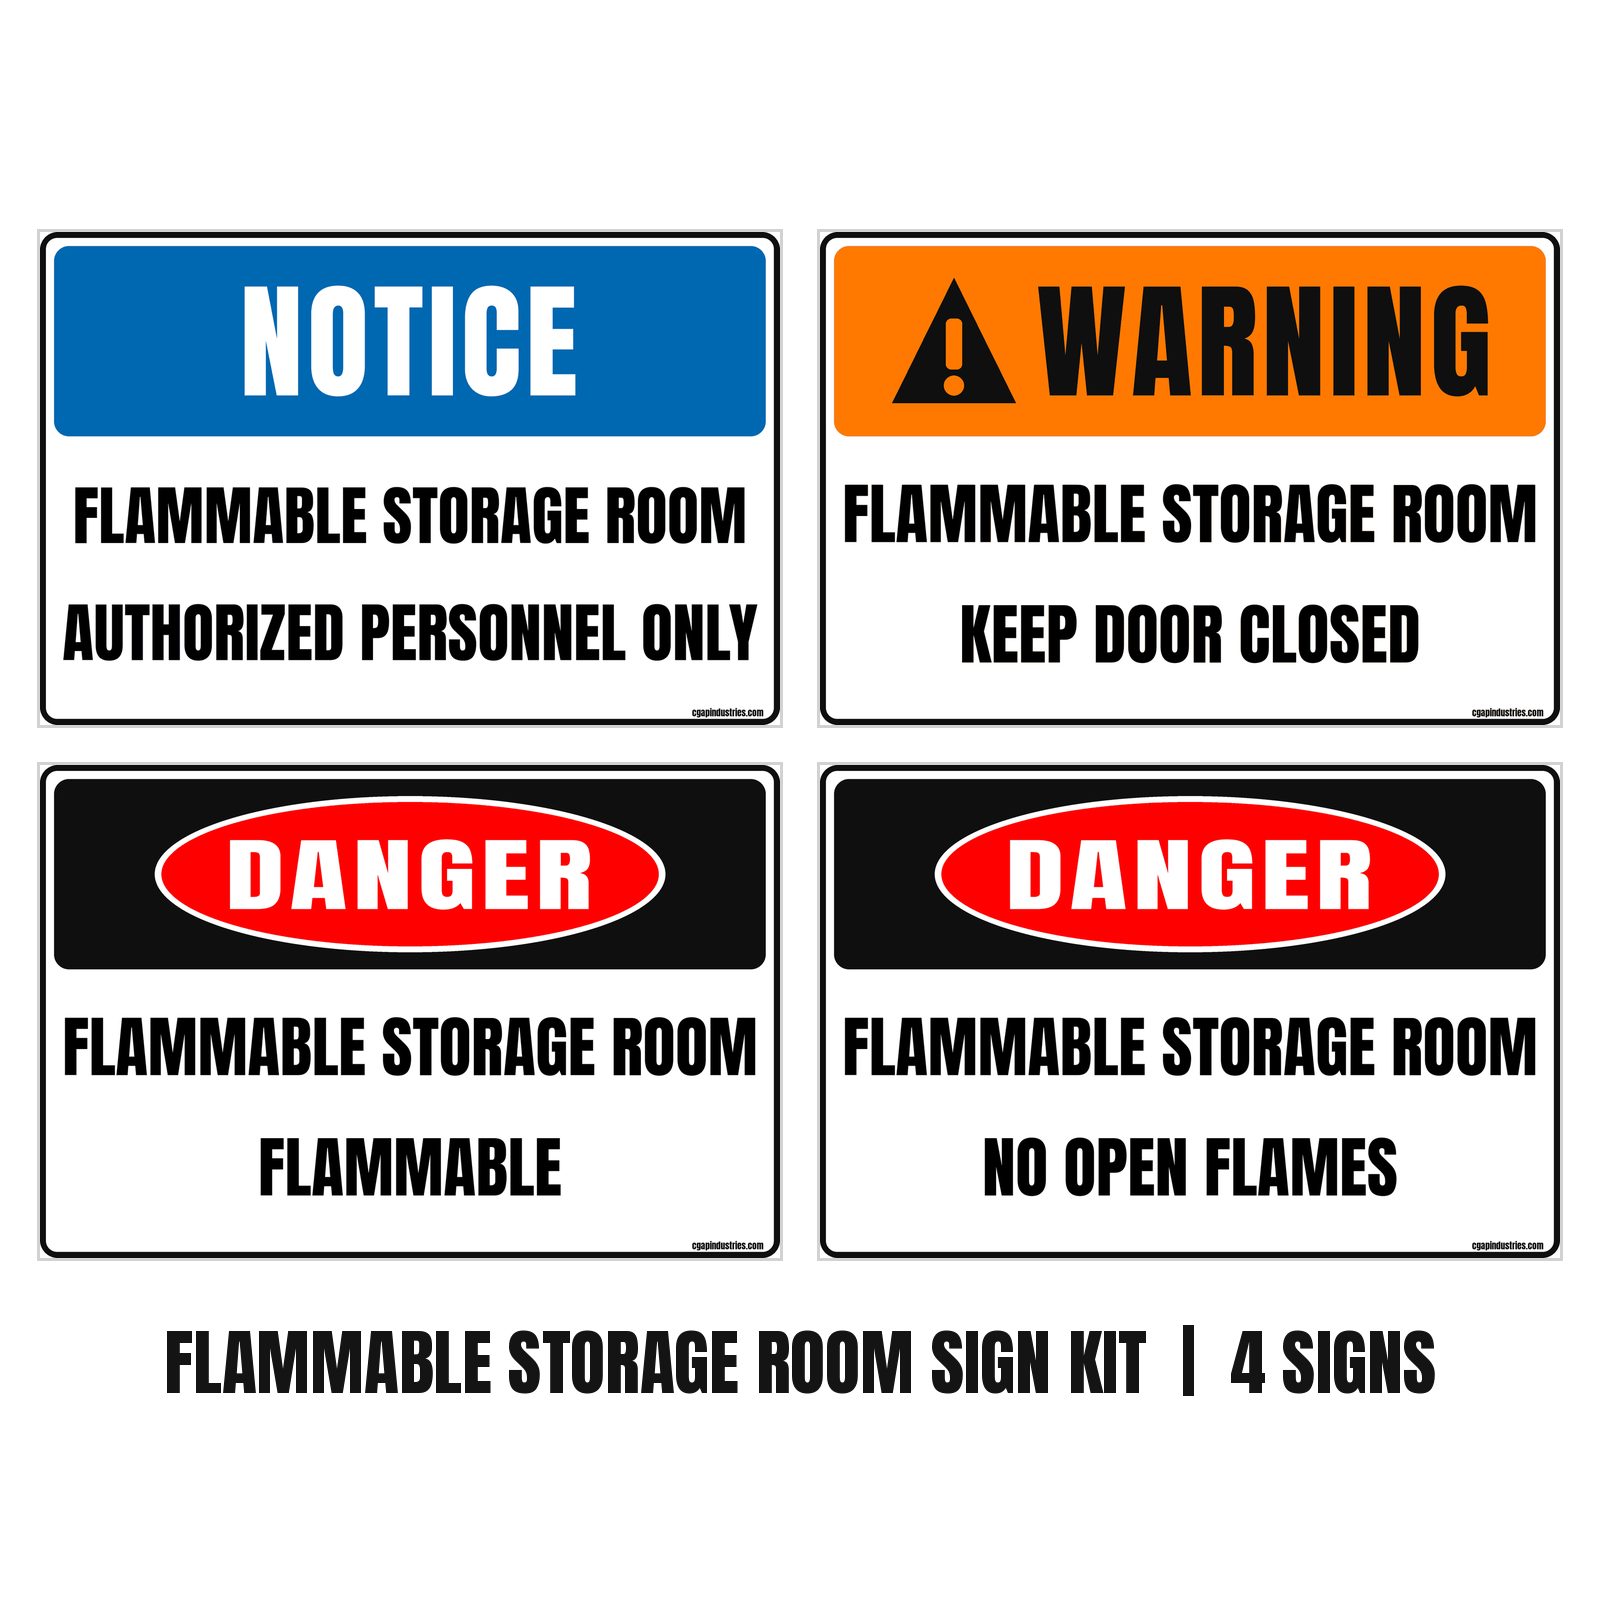 NOTICE
FLAMMABLE STORAGE ROOM
AUTHORIZED PERSONNEL ONLY
cgapindustries.com
WARNING
FLAMMABLE STORAGE ROOM
KEEP DOOR CLOSED
cgapindustries.com
DANGER
FLAMMABLE STORAGE ROOM
FLAMMABLE
cgapindustries.com
DANGER
FLAMMABLE STORAGE ROOM
NO OPEN FLAMES
cgapindustries.com
FLAMMABLE STORAGE ROOM SIGN KIT | 4 SIGNS